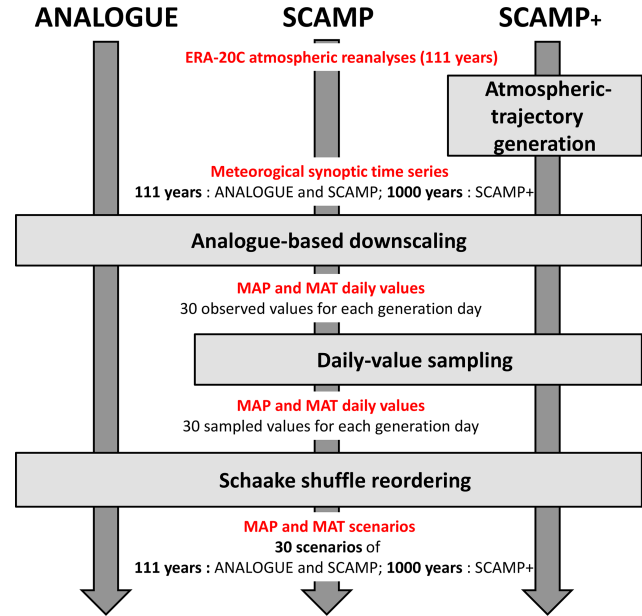 ANALOGUE SCAMP SCAMP+
ERA-20C atmospheric reanalyses (111 years)
Atmospheric-
trajectory
generation
Meteorogical synoptic time series
111 years : ANALOGUE and SCAMP; 1000 years : SCAMP+
Analogue-based downscaling
MAP and MAT daily values
30 observed values for each generation day
Daily-value sampling
MAP and MAT daily values
30 sampled values for each generation day
Schaake shuffle reordering
MAP and MAT scenarios
30 scenarios of
111 years : ANALOGUE and SCAMP; 1000 years : SCAMP+